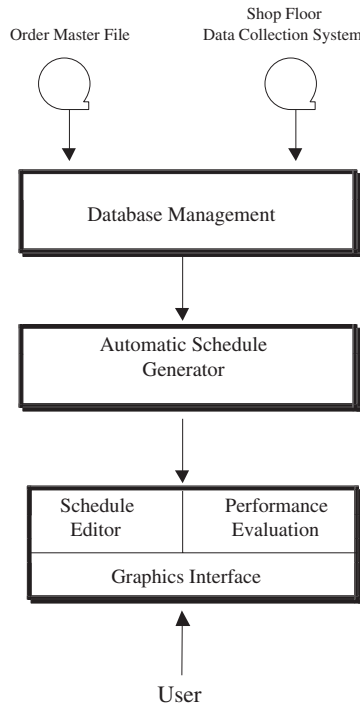 Order Master File
Shop Floor
Data Collection System
Database Management
Automatic Schedule
Generator
Schedule
Editor
Performance
Evaluation
Graphics Interface
User